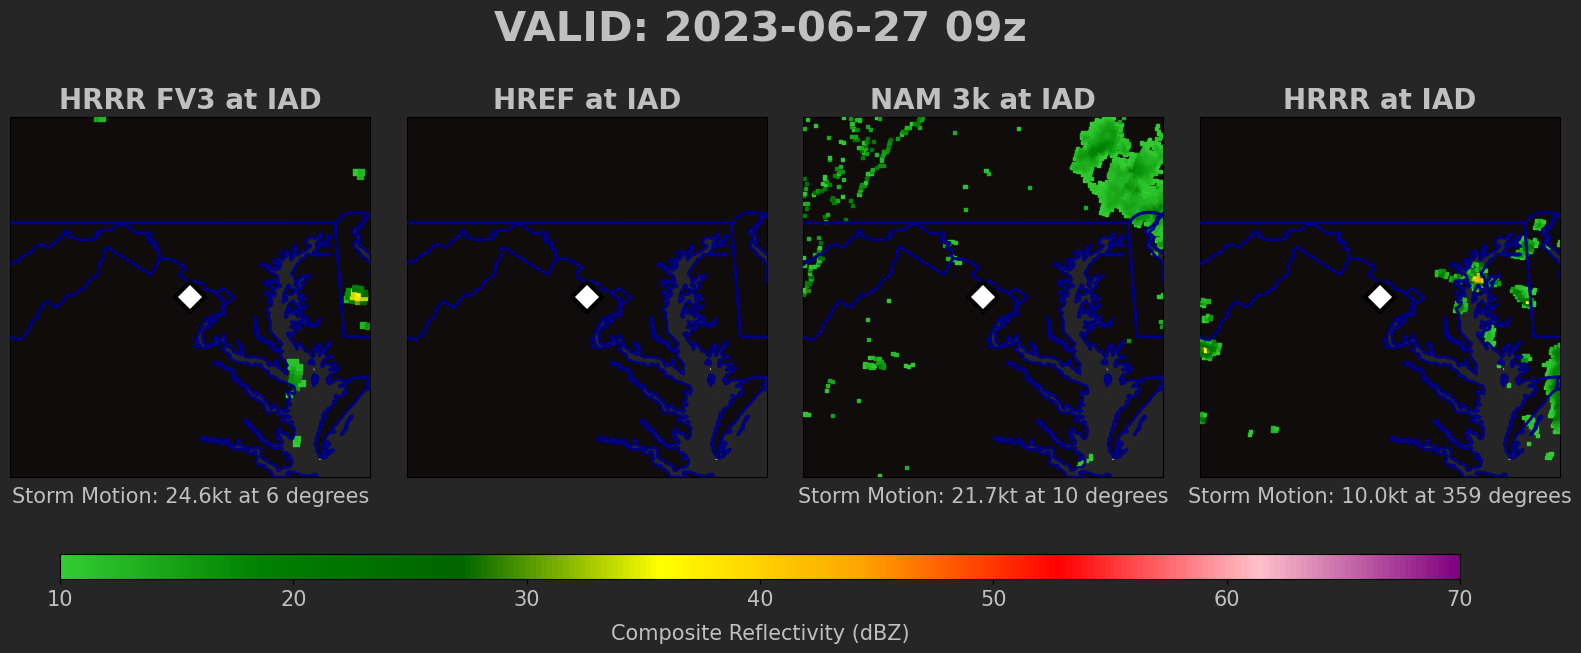 VALID: 2023-06-27 09z
HRRR FV3 at IAD
HREF at IAD
NAM 3k at IAD
HRRR at IAD
Storm Motion: 24.6kt at 6 degrees
Storm Motion: 21.7kt at 10 degrees
Storm Motion: 10.0kt at 359 degrees
10 20 30 40 50 60 70
Composite Reflectivity (dBZ)